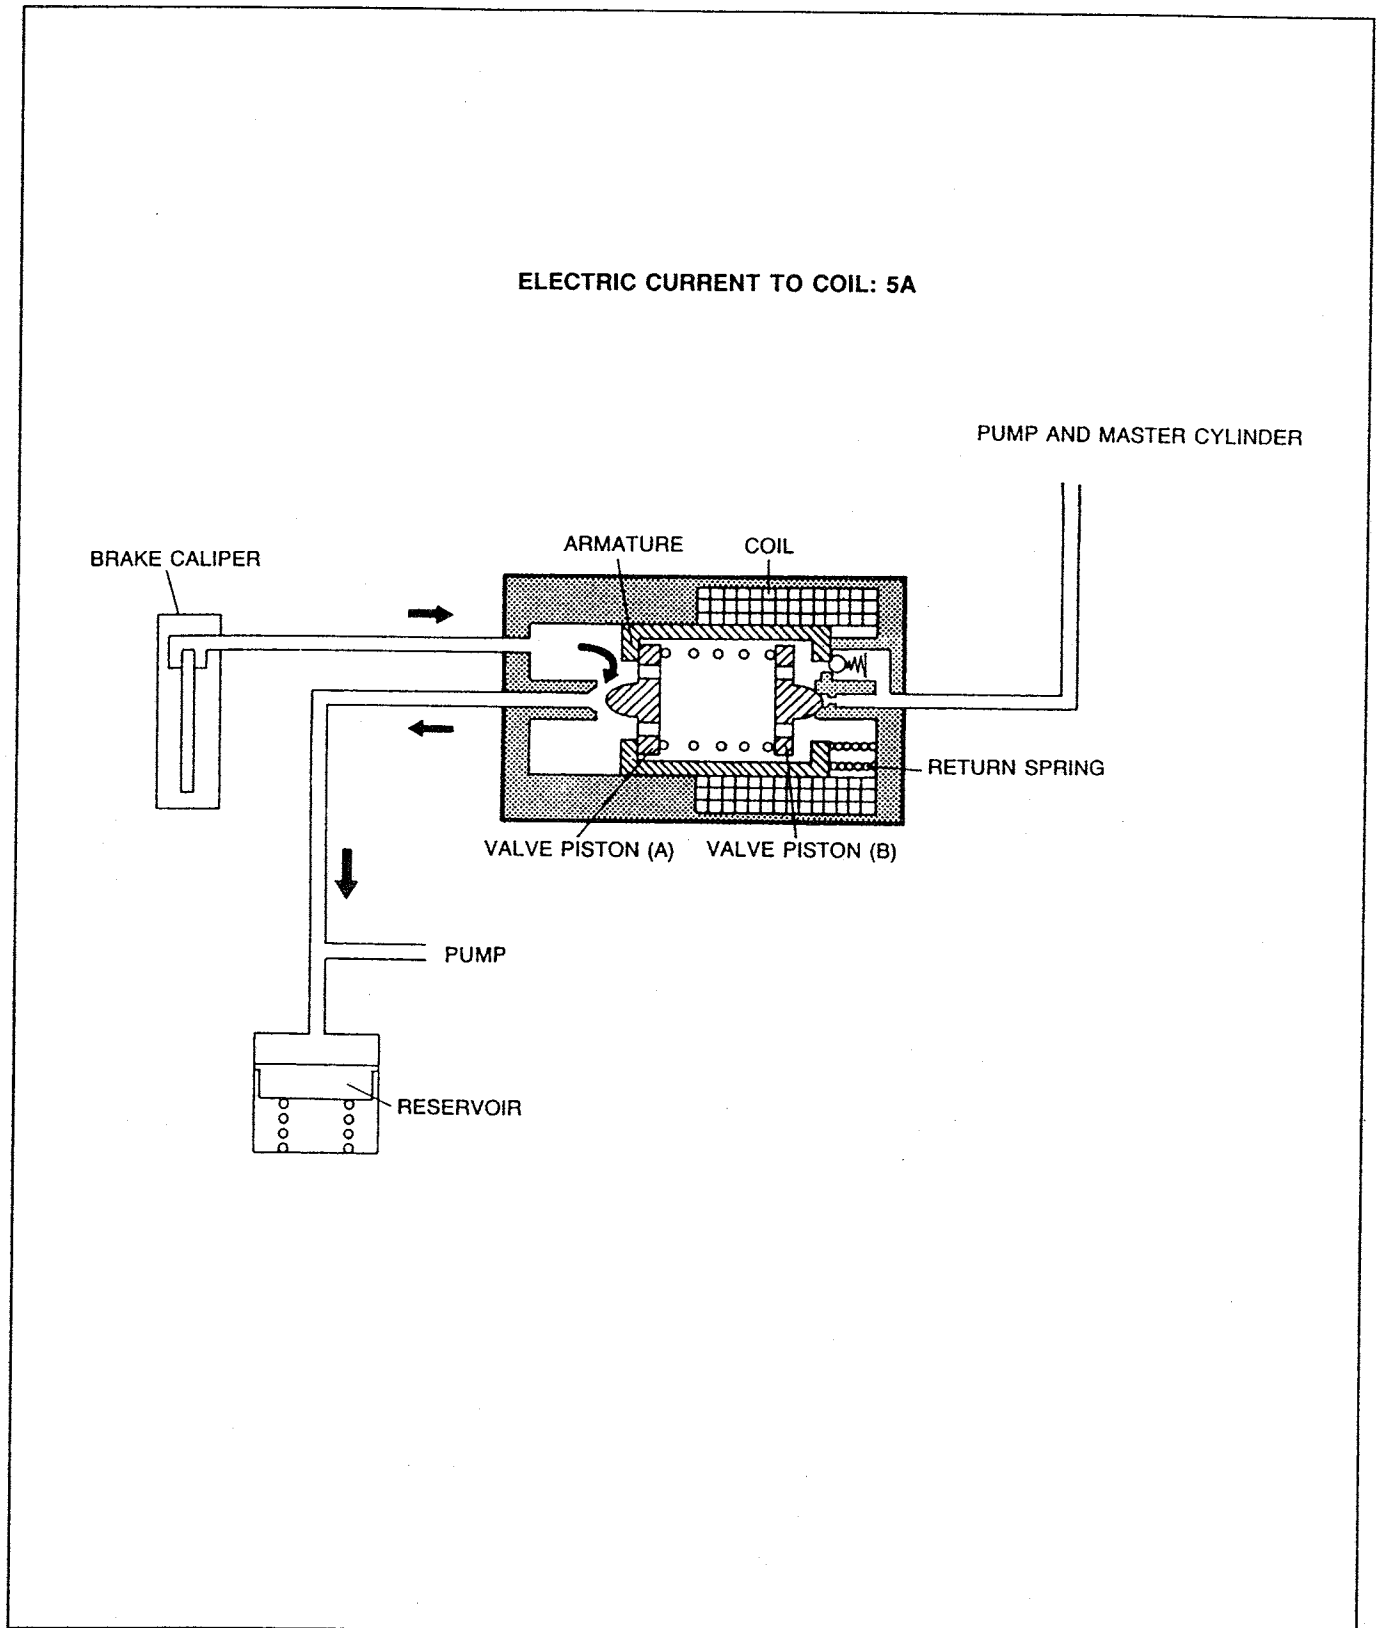 ELECTRIC CURRENT TO COIL: 5A
PUMP AND MASTER CYLINDER
BRAKE CALIPER
ARMATURE
COIL
RETURN SPRING
VALVE PISTON (A)
VALVE PISTON (B)
PUMP
RESERVOIR